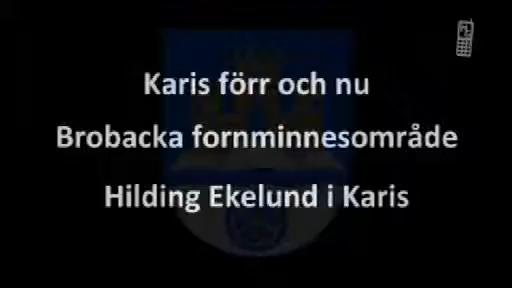 Karis förr och nu
Brobacka fornminnesområde
Hilding Ekelund i Karis